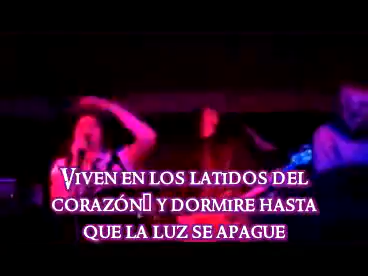 VIVEN EN LOS LATIDOS DEL
CORAZÓN▯ Y DORMIRE HASTA
QUE LA LUZ SE APAGUE